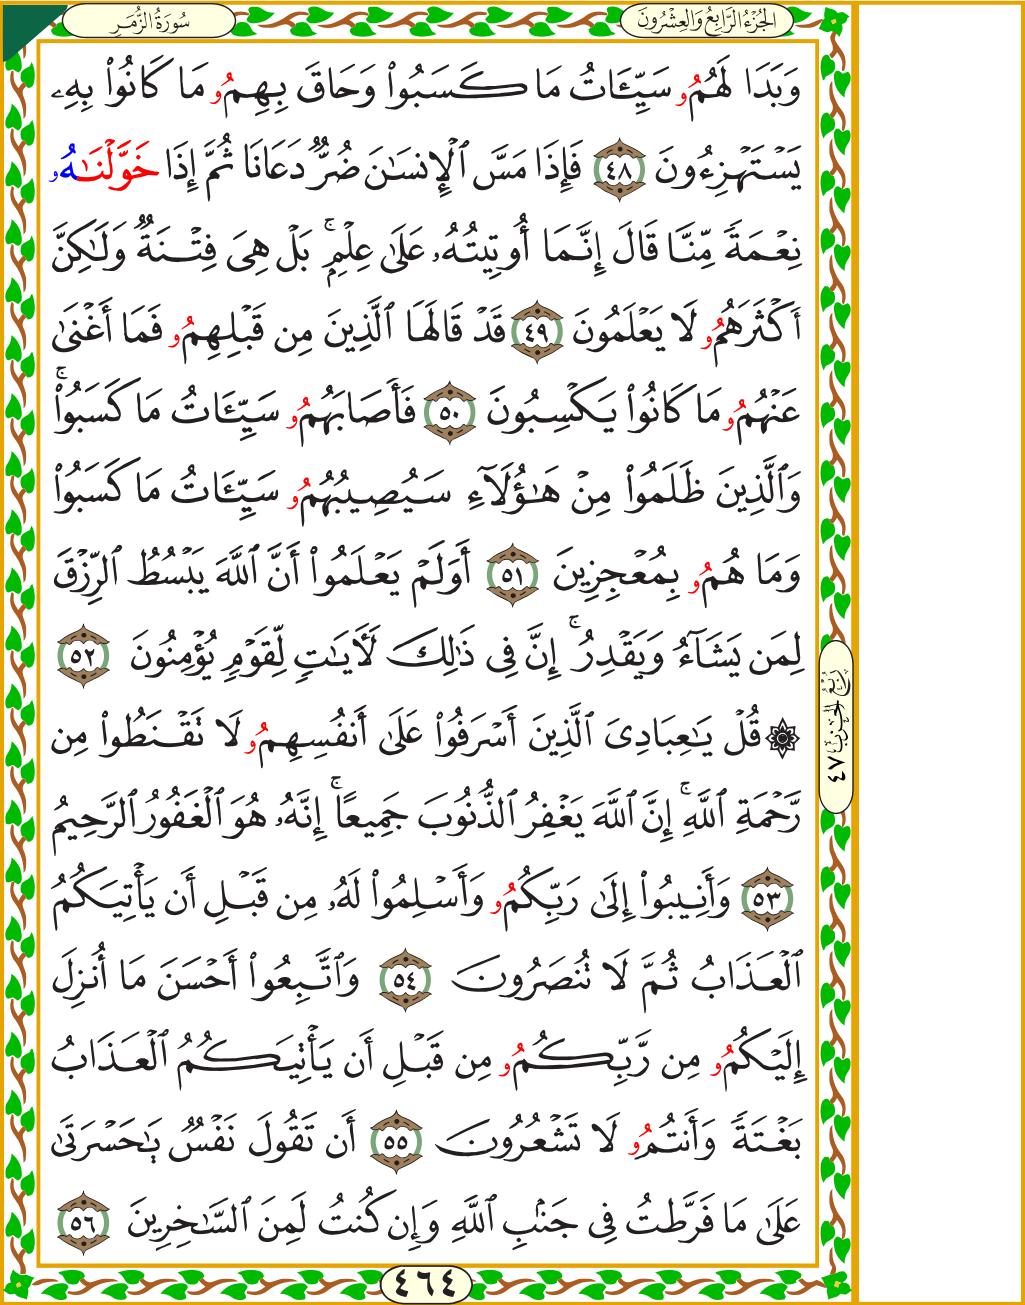 الجُزْءُ الرَّابِعُ وَالعِشْرُونَ
سُورَةُ الزُّمَرِ
وَبَدَا لَهُمُۥ سَيِّـَٔاتُ مَا كَسَبُوا۟ وَحَاقَ بِهِمُۥ مَا كَانُوا۟ بِهِۦ
يَسْتَهْزِءُونَ ٤٨ فَإِذَا مَسَّ ٱلْإِنسَٰنَ ضُرٌّ دَعَانَا ثُمَّ إِذَا خَوَّلْنَٰهُۥ
نِعْمَةً مِّنَّا قَالَ إِنَّمَا أُوتِيتُهُۥ عَلَىٰ عِلْمٍۭ ۚ بَلْ هِىَ فِتْنَةٌ وَلَٰكِنَّ
أَكْثَرَهُمُۥ لَا يَعْلَمُونَ ٤٩ قَدْ قَالَهَا ٱلَّذِينَ مِن قَبْلِهِمُۥ فَمَا أَغْنَىٰ
عَنْهُمُۥ مَا كَانُوا۟ يَكْسِبُونَ ٥٠ فَأَصَابَهُمُۥ سَيِّـَٔاتُ مَا كَسَبُوا۟ ۚ
وَٱلَّذِينَ ظَلَمُوا۟ مِنْ هَٰٓؤُلَآءِ سَيُصِيبُهُمُۥ سَيِّـَٔاتُ مَا كَسَبُوا۟
وَمَا هُمُۥ بِمُعْجِزِينَ ٥١ أَوَلَمْ يَعْلَمُوا۟ أَنَّ ٱللَّهَ يَبْسُطُ ٱلرِّزْقَ
لِمَن يَشَآءُ وَيَقْدِرُ ۚ إِنَّ فِى ذَٰلِكَ لَأَيَٰتٍ لِّقَوْمٍ يُؤْمِنُونَ ٥٢
۞ قُلْ يَٰعِبَادِىَ ٱلَّذِينَ أَسْرَفُوا۟ عَلَىٰ أَنفُسِهِمُۥ لَا تَقْنَطُوا۟ مِن
رَّحْمَةِ ٱللَّهِ ۚ إِنَّ ٱللَّهَ يَغْفِرُ ٱلذُّنُوبَ جَمِيعًا ۚ إِنَّهُۥ هُوَ ٱلْغَفُورُ ٱلرَّحِيمُ
٥٣ وَأَنِيبُوا۟ إِلَىٰ رَبِّكُمُۥ وَأَسْلِمُوا۟ لَهُۥ مِن قَبْلِ أَن يَأْتِيَكُمُ
ٱلْعَذَابُ ثُمَّ لَا تُنصَرُونَ ٥٤ وَٱتَّبِعُوا۟ أَحْسَنَ مَا أُنزِلَ
إِلَيْكُمُۥ مِن رَّبِّكُمُۥ مِن قَبْلِ أَن يَأْتِيَكُمُ ٱلْعَذَابُ
بَغْتَةً وَأَنتُمُۥ لَا تَشْعُرُونَ ٥٥ أَن تَقُولَ نَفْسٌ يَٰحَسْرَتَىٰ
عَلَىٰ مَا فَرَّطتُ فِى جَنۢبِ ٱللَّهِ وَإِن كُنتُ لَمِنَ ٱلسَّٰخِرِينَ ٥٦
رُبُعُ الحِزْبِ ٤٧
٤٦٤